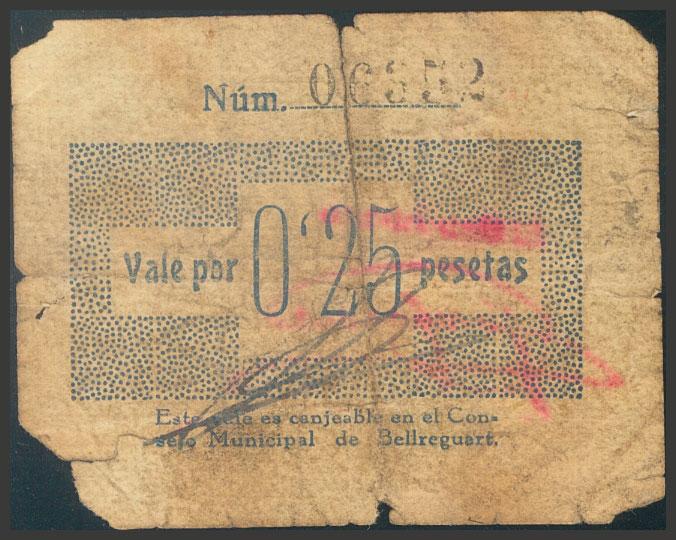 Núm. 06352
Vale por 0'25 pesetas
Este vale es canjeable en el Con=
sejo Municipal de Bellreguart.